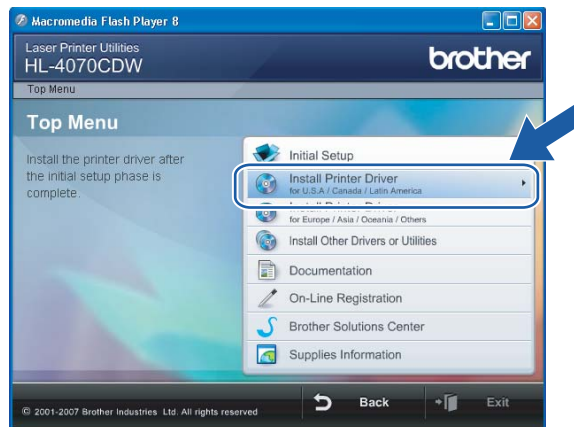 Macromedia Flash Player 8
Laser Printer Utilities
HL-4070CDW
brother
Top Menu
Top Menu
Install the printer driver after
the initial setup phase is
complete.
Initial Setup
Install Printer Driver
for U.S.A / Canada / Latin America
for Europe / Asia / Oceania / Others
Install Other Drivers or Utilities
Documentation
On-Line Registration
Brother Solutions Center
Supplies Information
© 2001-2007 Brother Industries Ltd. All rights reserved
Back
Exit